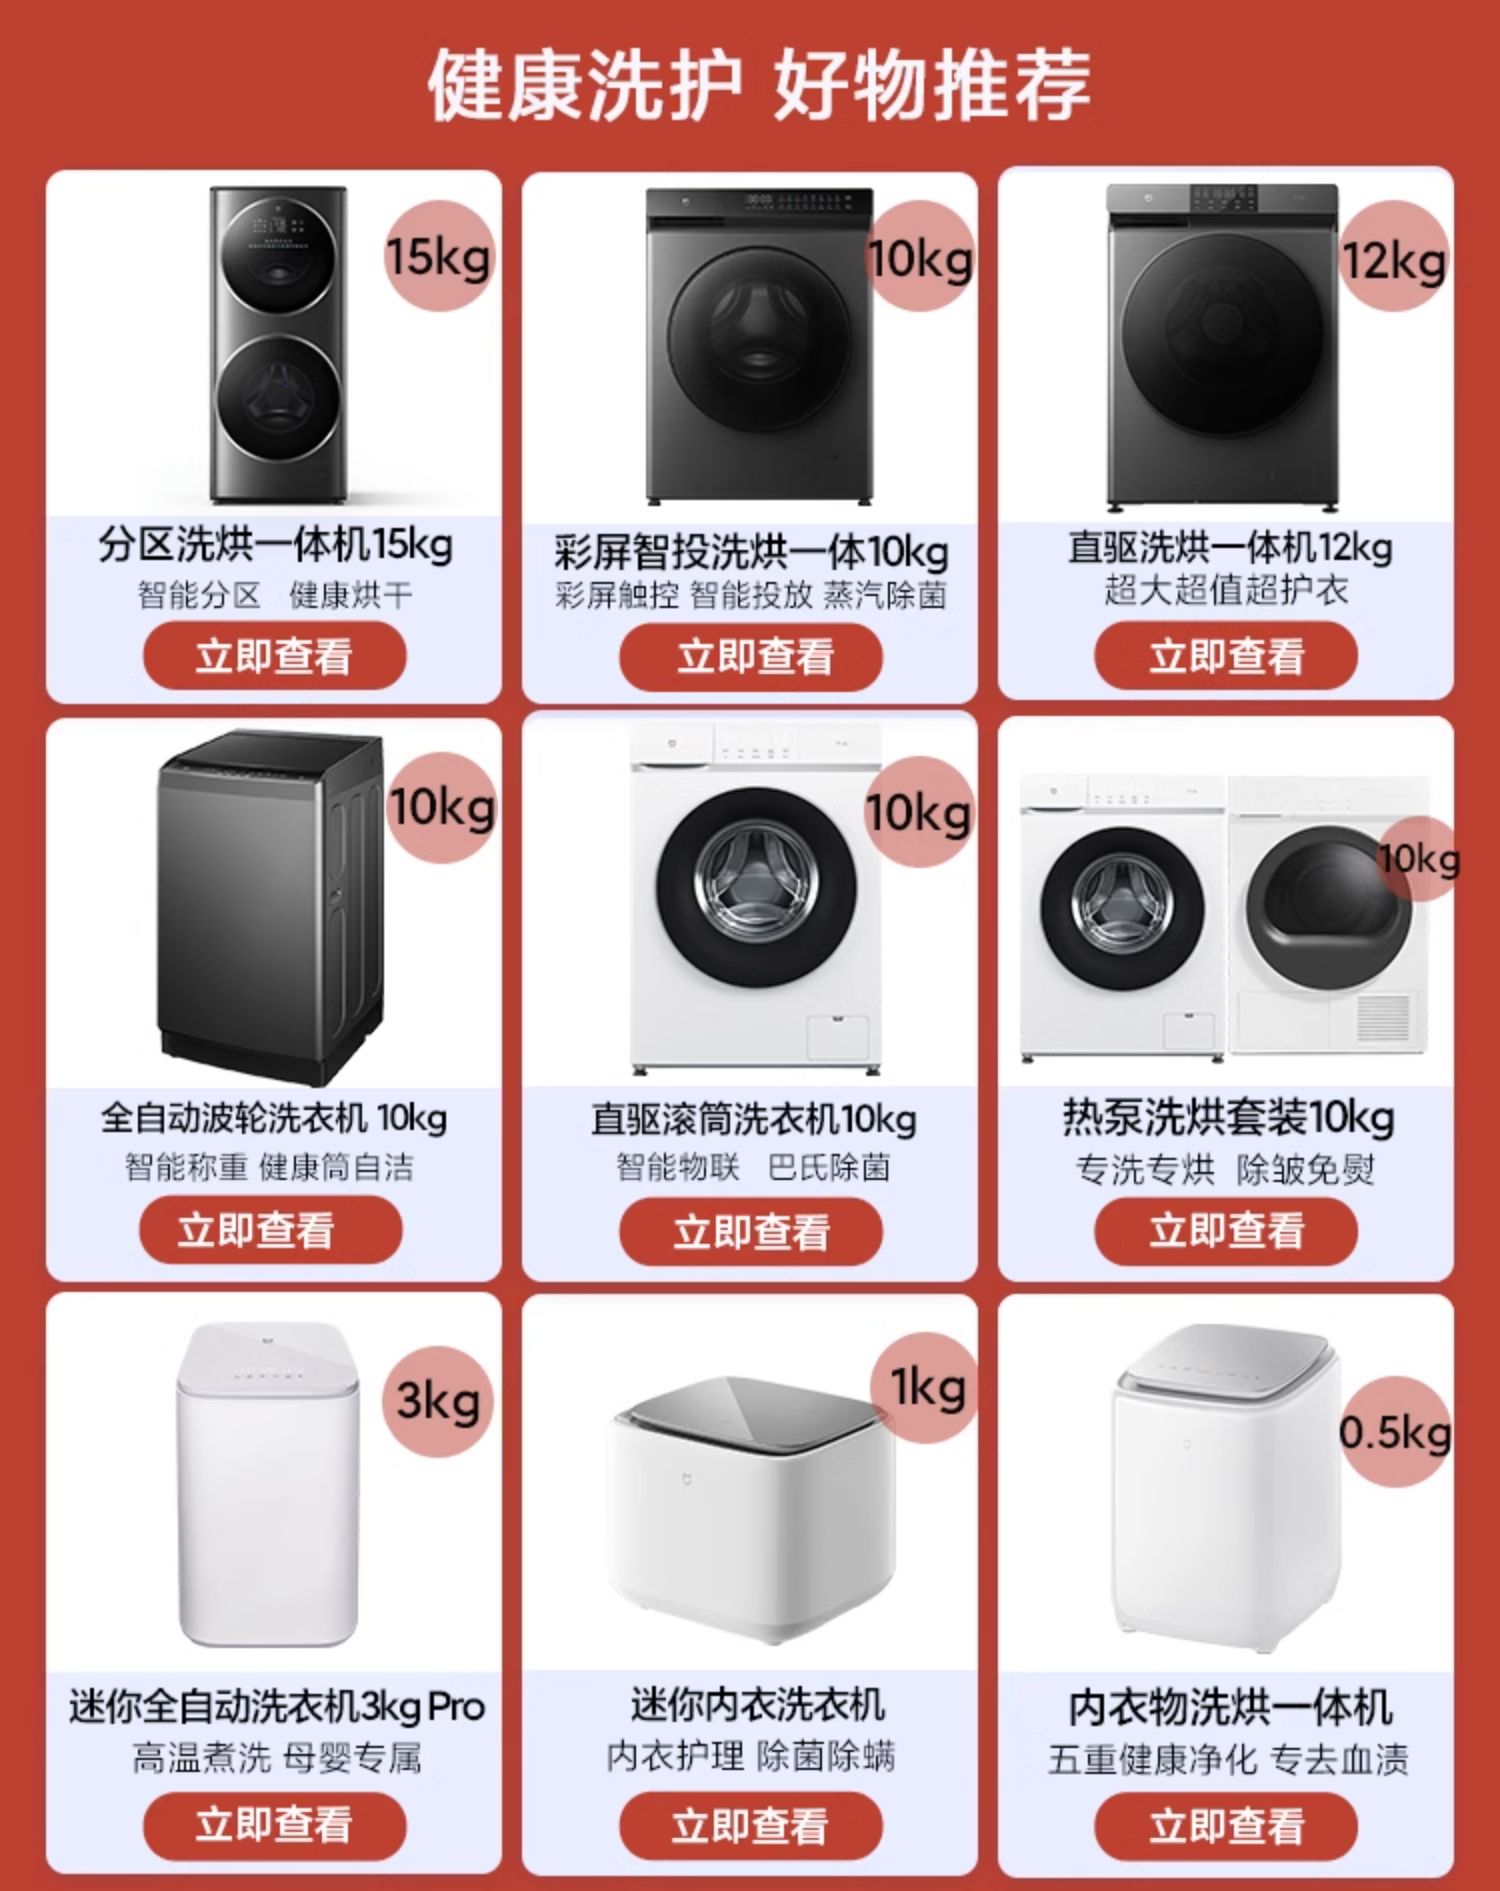 健康洗护 好物推荐
15kg
分区洗烘一体机15kg
智能分区 健康烘干
立即查看
10kg
彩屏智投洗烘一体10kg
彩屏触控 智能投放 蒸汽除菌
立即查看
12kg
直驱洗烘一体机12kg
超大超值超护衣
立即查看
10kg
全自动波轮洗衣机 10kg
智能称重 健康筒自洁
立即查看
10kg
直驱滚筒洗衣机10kg
智能物联 巴氏除菌
立即查看
10kg
热泵洗烘套装10kg
专洗专烘 除皱免熨
立即查看
3kg
迷你全自动洗衣机3kg Pro
高温煮洗 母婴专属
立即查看
1kg
迷你内衣洗衣机
内衣护理 除菌除螨
立即查看
0.5kg
内衣物洗烘一体机
五重健康净化 专去血渍
立即查看